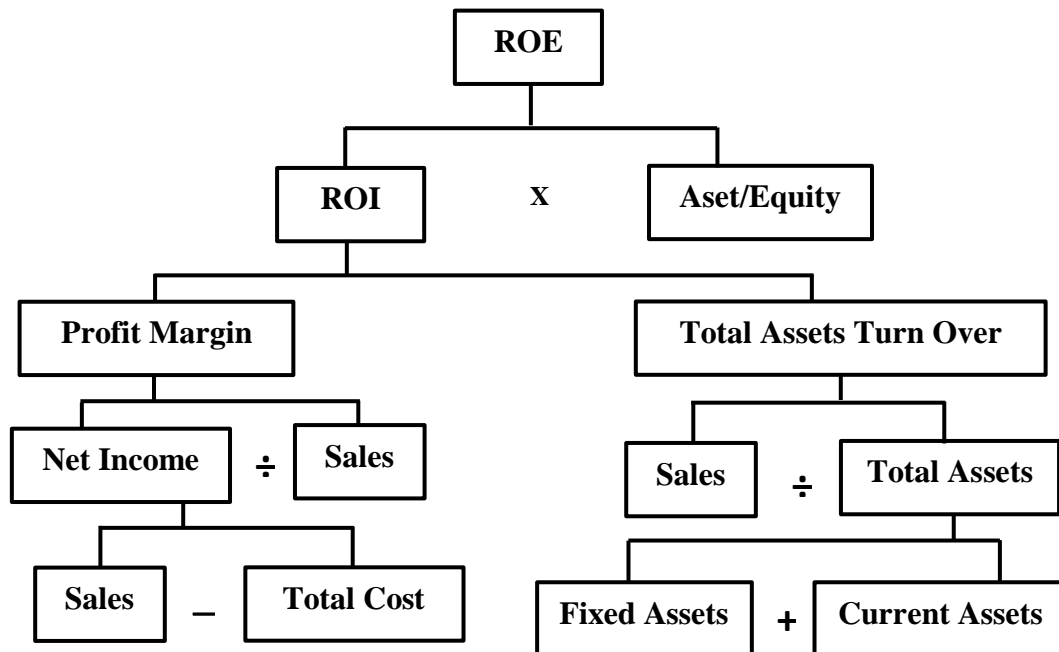 ROE
ROI X Aset/Equity
Profit Margin Total Assets Turn Over
Net Income ÷ Sales Sales ÷ Total Assets
Sales – Total Cost Fixed Assets + Current Assets